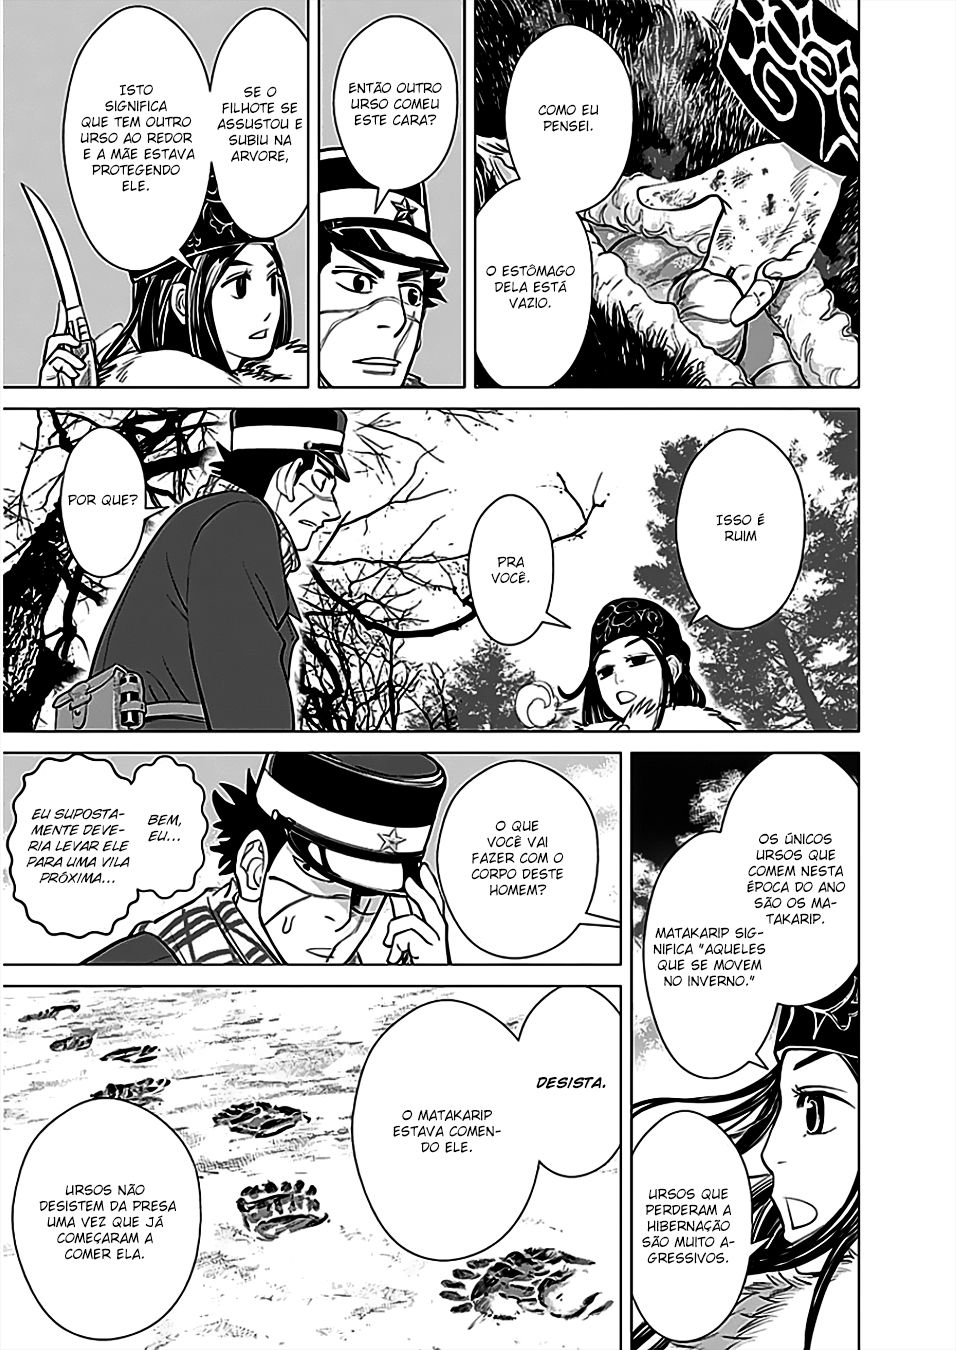 COMO EU
PENSEI.
O ESTÔMAGO
DELA ESTÁ
VAZIO.
ENTÃO OUTRO
URSO COMEU
ESTE CARA?
SE O
FILHOTE SE
ASSUSTOU E
SUBIU NA
ARVORE,
ISTO
SIGNIFICA
QUE TEM OUTRO
URSO AO REDOR
E A MÃE ESTAVA
PROTEGENDO
ELE.
ISSO É
RUIM
PRA
VOCÊ.
POR QUE?
OS ÚNICOS
URSOS QUE
COMEM NESTA
ÉPOCA DO ANO
SÃO OS MA-
TAKARIP.
MATAKARIP SIG-
NIFICA "AQUELES
QUE SE MOVEM
NO INVERNO."
URSOS QUE
PERDERAM A
HIBERNAÇÃO
SÃO MUITO A-
GRESSIVOS.
O QUE
VOCÊ VAI
FAZER COM O
CORPO DESTE
HOMEM?
BEM,
EU...
EU SUPOSTA-
MENTE DEVE-
RIA LEVAR ELE
PARA UMA VILA
PRÓXIMA...
DESISTA.
O MATAKARIP
ESTAVA COMEN-
DO ELE.
URSOS NÃO
DESISTEM DA PRESA
UMA VEZ QUE JÁ
COMEÇARAM A
COMER ELA.